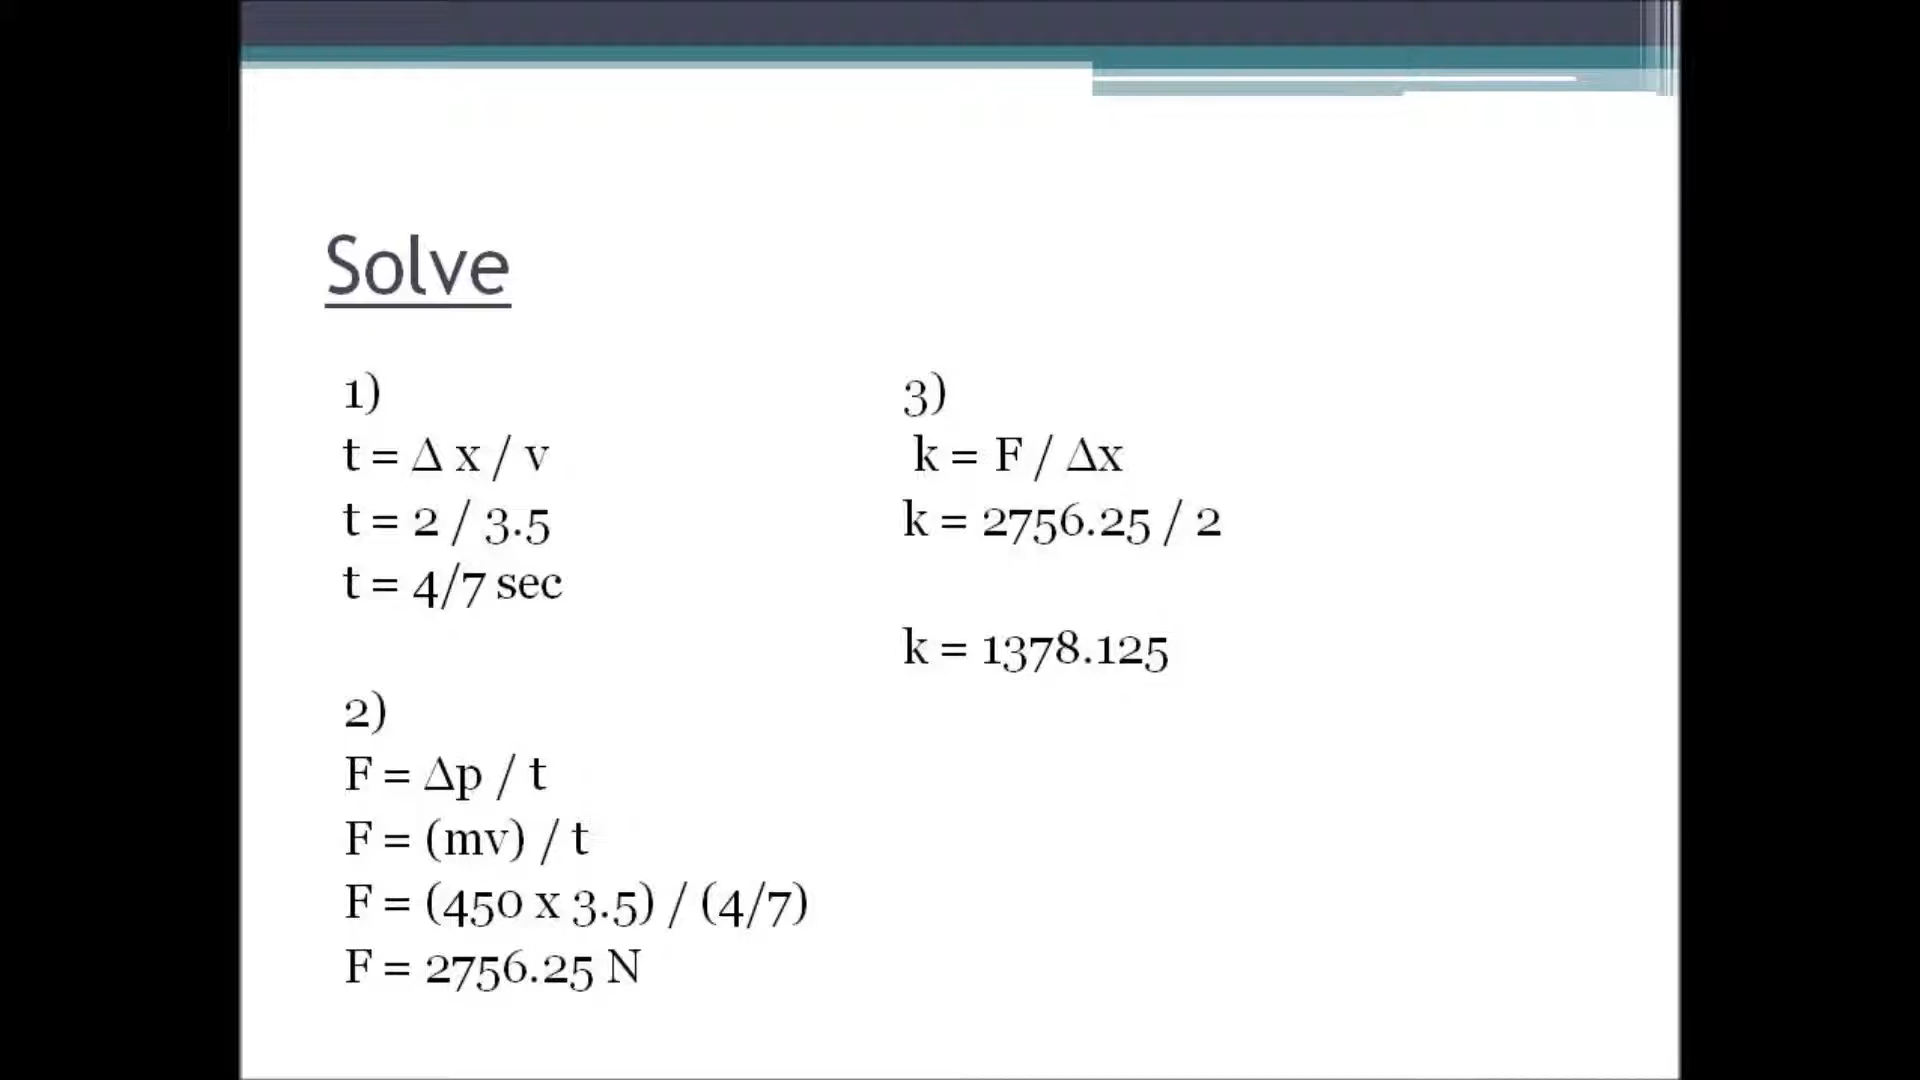 Solve
1)
t = Δ x / v
t = 2 / 3.5
t = 4/7 sec
2)
F = Δp / t
F = (mv) / t
F = (450 x 3.5) / (4/7)
F = 2756.25 N
3)
k = F / Δx
k = 2756.25 / 2
k = 1378.125